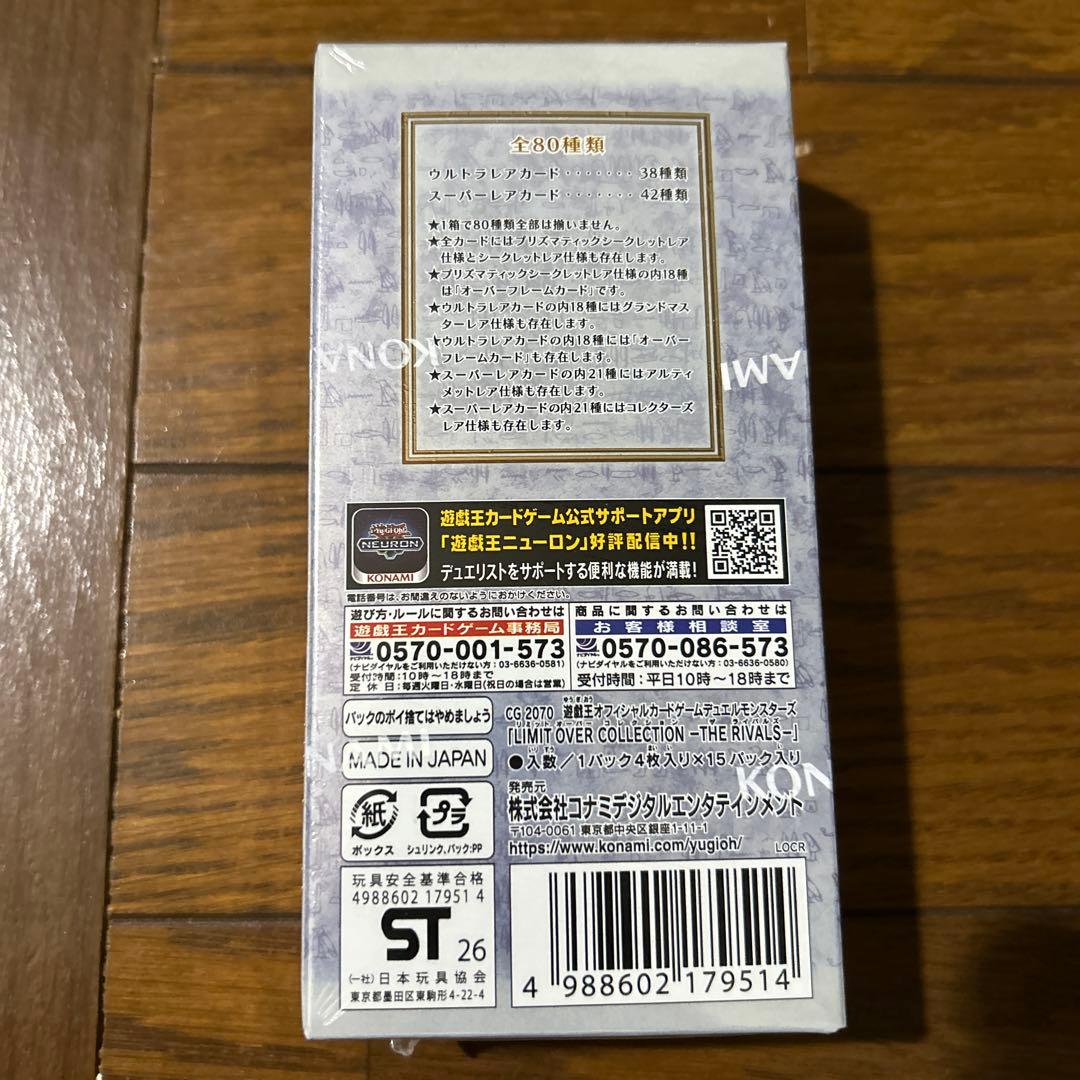 全80種類
ウルトラレアカード・・・・・・・38種類
スーパーレアカード・・・・・・・42種類
★1箱で80種類全部は揃いません。
★全カードにはプリズマティックシークレットレア
仕様とシークレットレア仕様も存在します。
★プリズマティックシークレットレア仕様の内18種
は「オーバーフレームカード」です。
★ウルトラレアカードの内18種にはグランドマス
ターレア仕様も存在します。
★ウルトラレアカードの内18種には「オーバー
フレームカード」も存在します。
★スーパーレアカードの内21種にはアルティ
メットレア仕様も存在します。
★スーパーレアカードの内21種にはコレクターズ
レア仕様も存在します。
KONA
KONA
AMI
AMI
Yu-Gi-Oh!
NEURON
KONAMI
遊戯王カードゲーム公式サポートアプリ
「遊戯王ニューロン」好評配信中!!
デュエリストをサポートする便利な機能が満載!
電話番号は、お間違えのないようにおかけください。
遊び方・ルールに関するお問い合わせは
遊戯王カードゲーム事務局
ナビダイヤル 0570-001-573
(ナビダイヤルをご利用いただけない方:03-6636-0581)
受付時間:10時〜18時まで
定休日:毎週火曜日・水曜日(祝日の場合は営業)
商品に関するお問い合わせは
お客様相談室
ナビダイヤル 0570-086-573
(ナビダイヤルをご利用いただけない方:03-6636-0580)
受付時間:平日10時〜18時まで
パックのポイ捨てはやめましょう
MADE IN JAPAN
紙
ボックス
プラ
シュリンク、パック:PP
CG 2070 遊戯王オフィシャルカードゲームデュエルモンスターズ
「LIMIT OVER COLLECTION −THE RIVALS−」
●入数/1パック4枚入り×15パック入り
KONAMI
KON
発売元
株式会社コナミデジタルエンタテインメント
〒104-0061 東京都中央区銀座1-11-1
https://www.konami.com/yugioh/
LOCR
玩具安全基準合格
4988602 17951 4
ST 26
(一社)日本玩具協会
東京都墨田区東駒形4-22-4
4 988602 179514